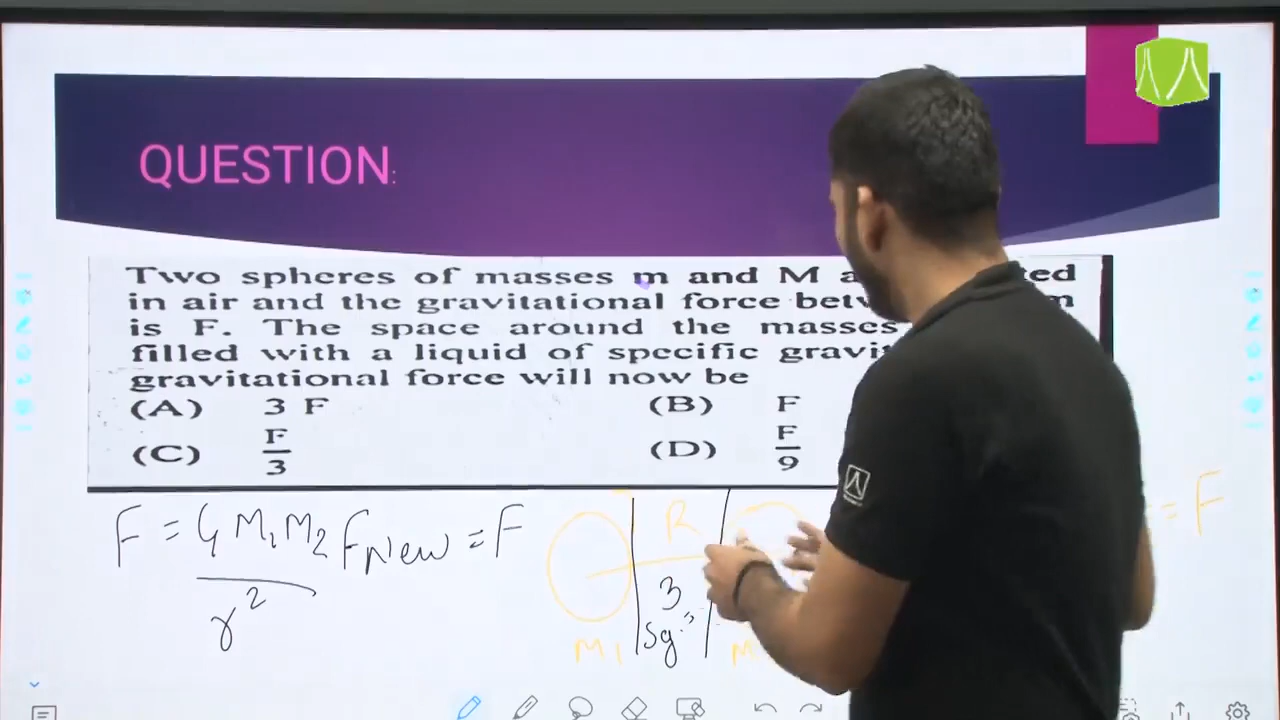 QUESTION:
Two spheres of masses m and M a ted
in air and the gravitational force betw m
is F. The space around the masses
filled with a liquid of specific gravit
gravitational force will now be
(A) 3 F (B) F
(C) F/3 (D) F/9
F = G M1 M2 / r² FNew = F
R
3
Sg
M1 M
= F